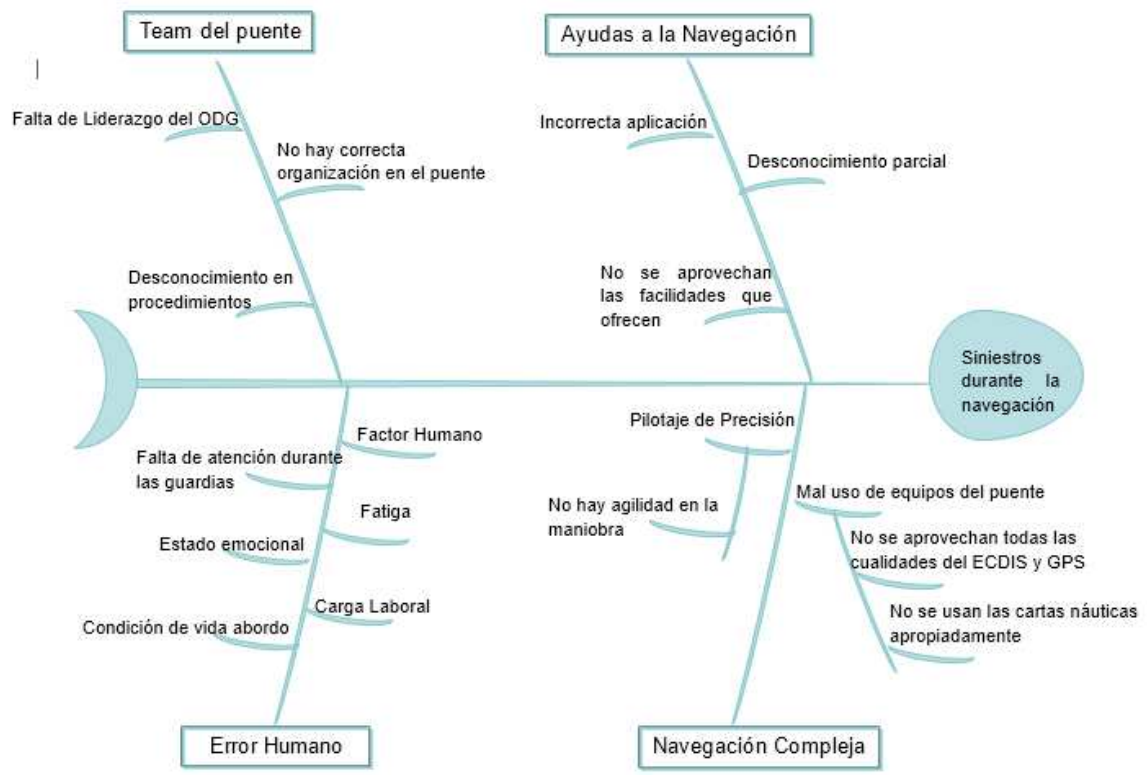 Team del puente
Ayudas a la Navegación
Falta de Liderazgo del ODG
No hay correcta
organización en el puente
Desconocimiento en
procedimientos
Incorrecta aplicación
Desconocimiento parcial
No se aprovechan
las facilidades que
ofrecen
Siniestros
durante la
navegación
Factor Humano
Falta de atención durante
las guardias
Fatiga
Estado emocional
Carga Laboral
Condición de vida abordo
Pilotaje de Precisión
No hay agilidad en la
maniobra
Mal uso de equipos del puente
No se aprovechan todas las
cualidades del ECDIS y GPS
No se usan las cartas náuticas
apropiadamente
Error Humano
Navegación Compleja